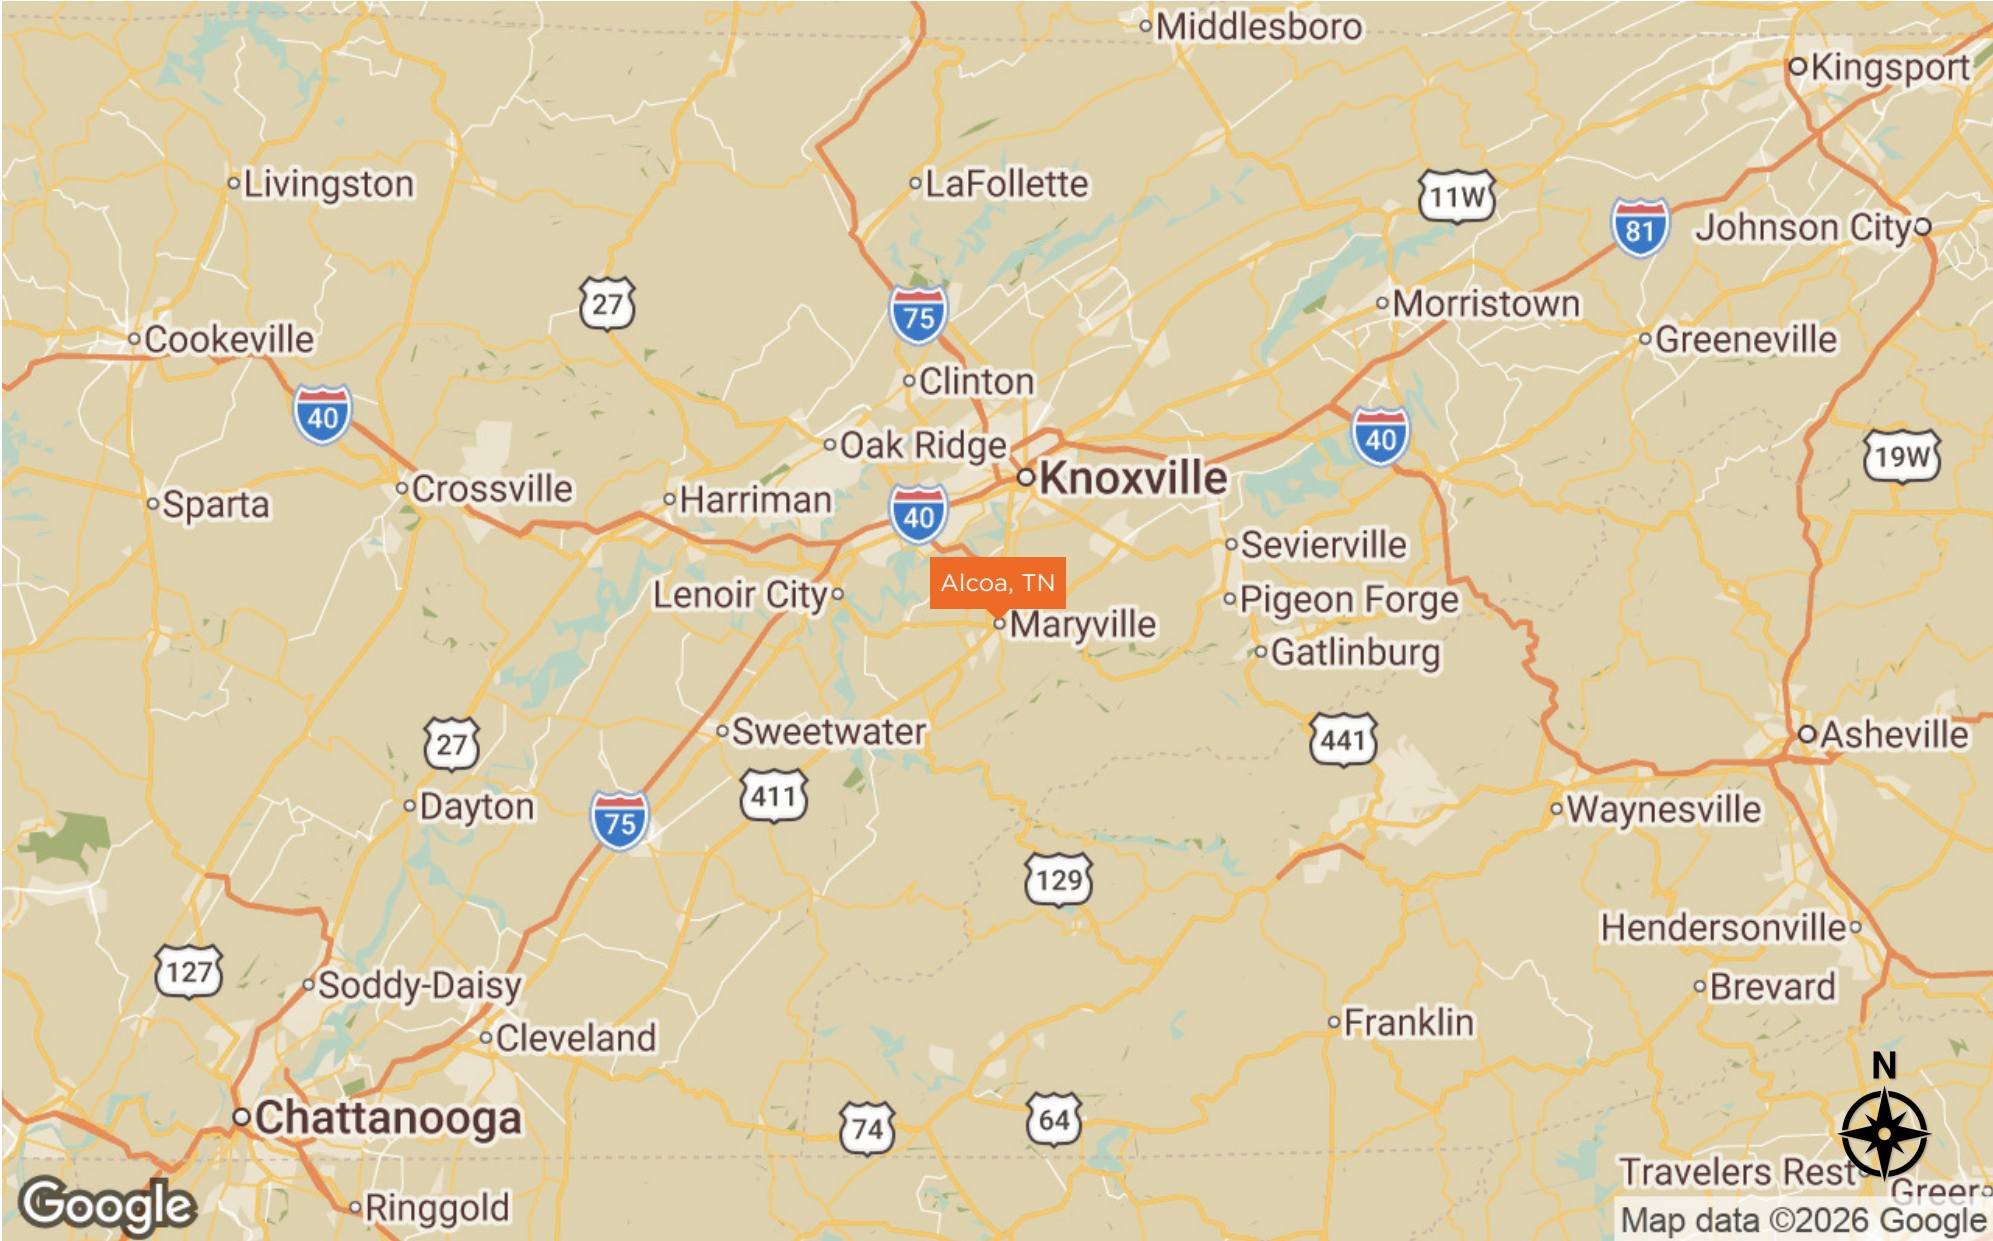 Middlesboro
Kingsport
Livingston
LaFollette
11W
81
Johnson City
27
75
Morristown
Cookeville
Greeneville
Clinton
40
40
Oak Ridge
19W
Knoxville
Crossville
Harriman
Sparta
40
Sevierville
Alcoa, TN
Lenoir City
Pigeon Forge
Maryville
Gatlinburg
Sweetwater
27
441
Asheville
411
Dayton
75
Waynesville
129
Hendersonville
127
Soddy-Daisy
Brevard
Franklin
Cleveland
N
Chattanooga
74
64
Travelers Rest
Greer
Google
Ringgold
Map data ©2026 Google